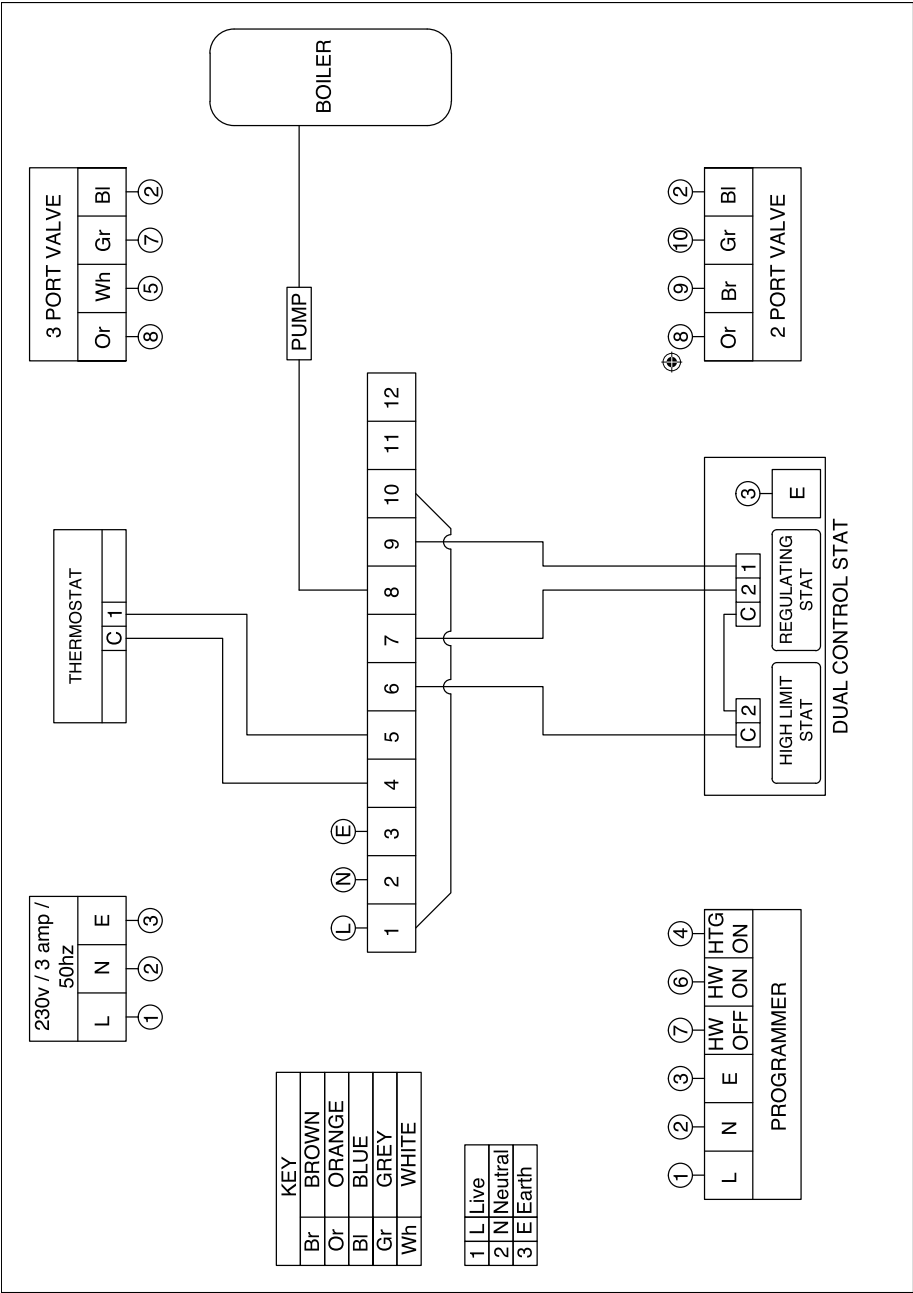 230v / 3 amp /
50hz
L N E
1 2 3
THERMOSTAT
C 1
3 PORT VALVE
Or Wh Gr Bl
8 5 7 2
BOILER
PUMP
L N E
1 2 3 4 5 6 7 8 9 10 11 12
KEY
Br BROWN
Or ORANGE
Bl BLUE
Gr GREY
Wh WHITE
1 L Live
2 N Neutral
3 E Earth
1 2 3 7 6 4
L N E HW OFF HW ON HTG ON
PROGRAMMER
C 2 C 2 1
3
E
HIGH LIMIT
STAT
REGULATING
STAT
DUAL CONTROL STAT
8 9 10 2
Or Br Gr Bl
2 PORT VALVE